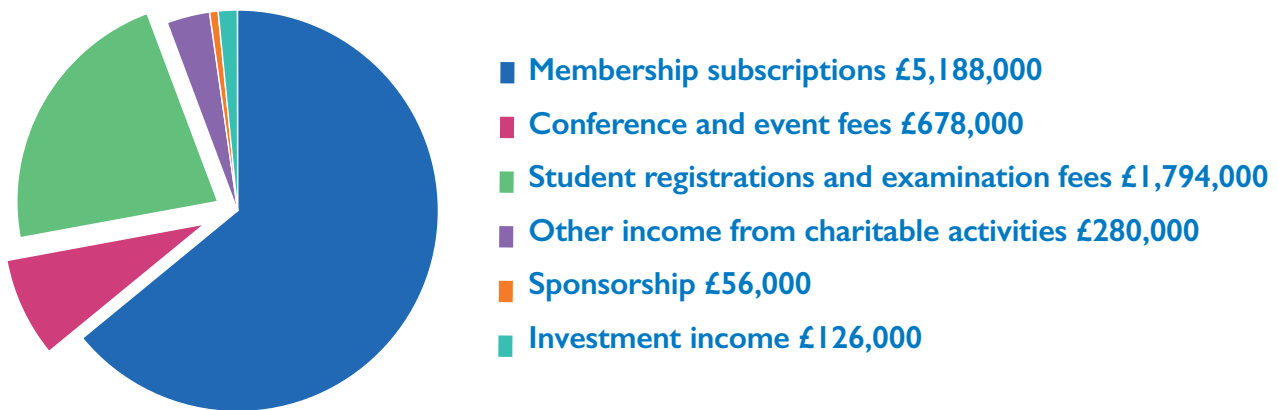 Membership subscriptions £5,188,000
Conference and event fees £678,000
Student registrations and examination fees £1,794,000
Other income from charitable activities £280,000
Sponsorship £56,000
Investment income £126,000